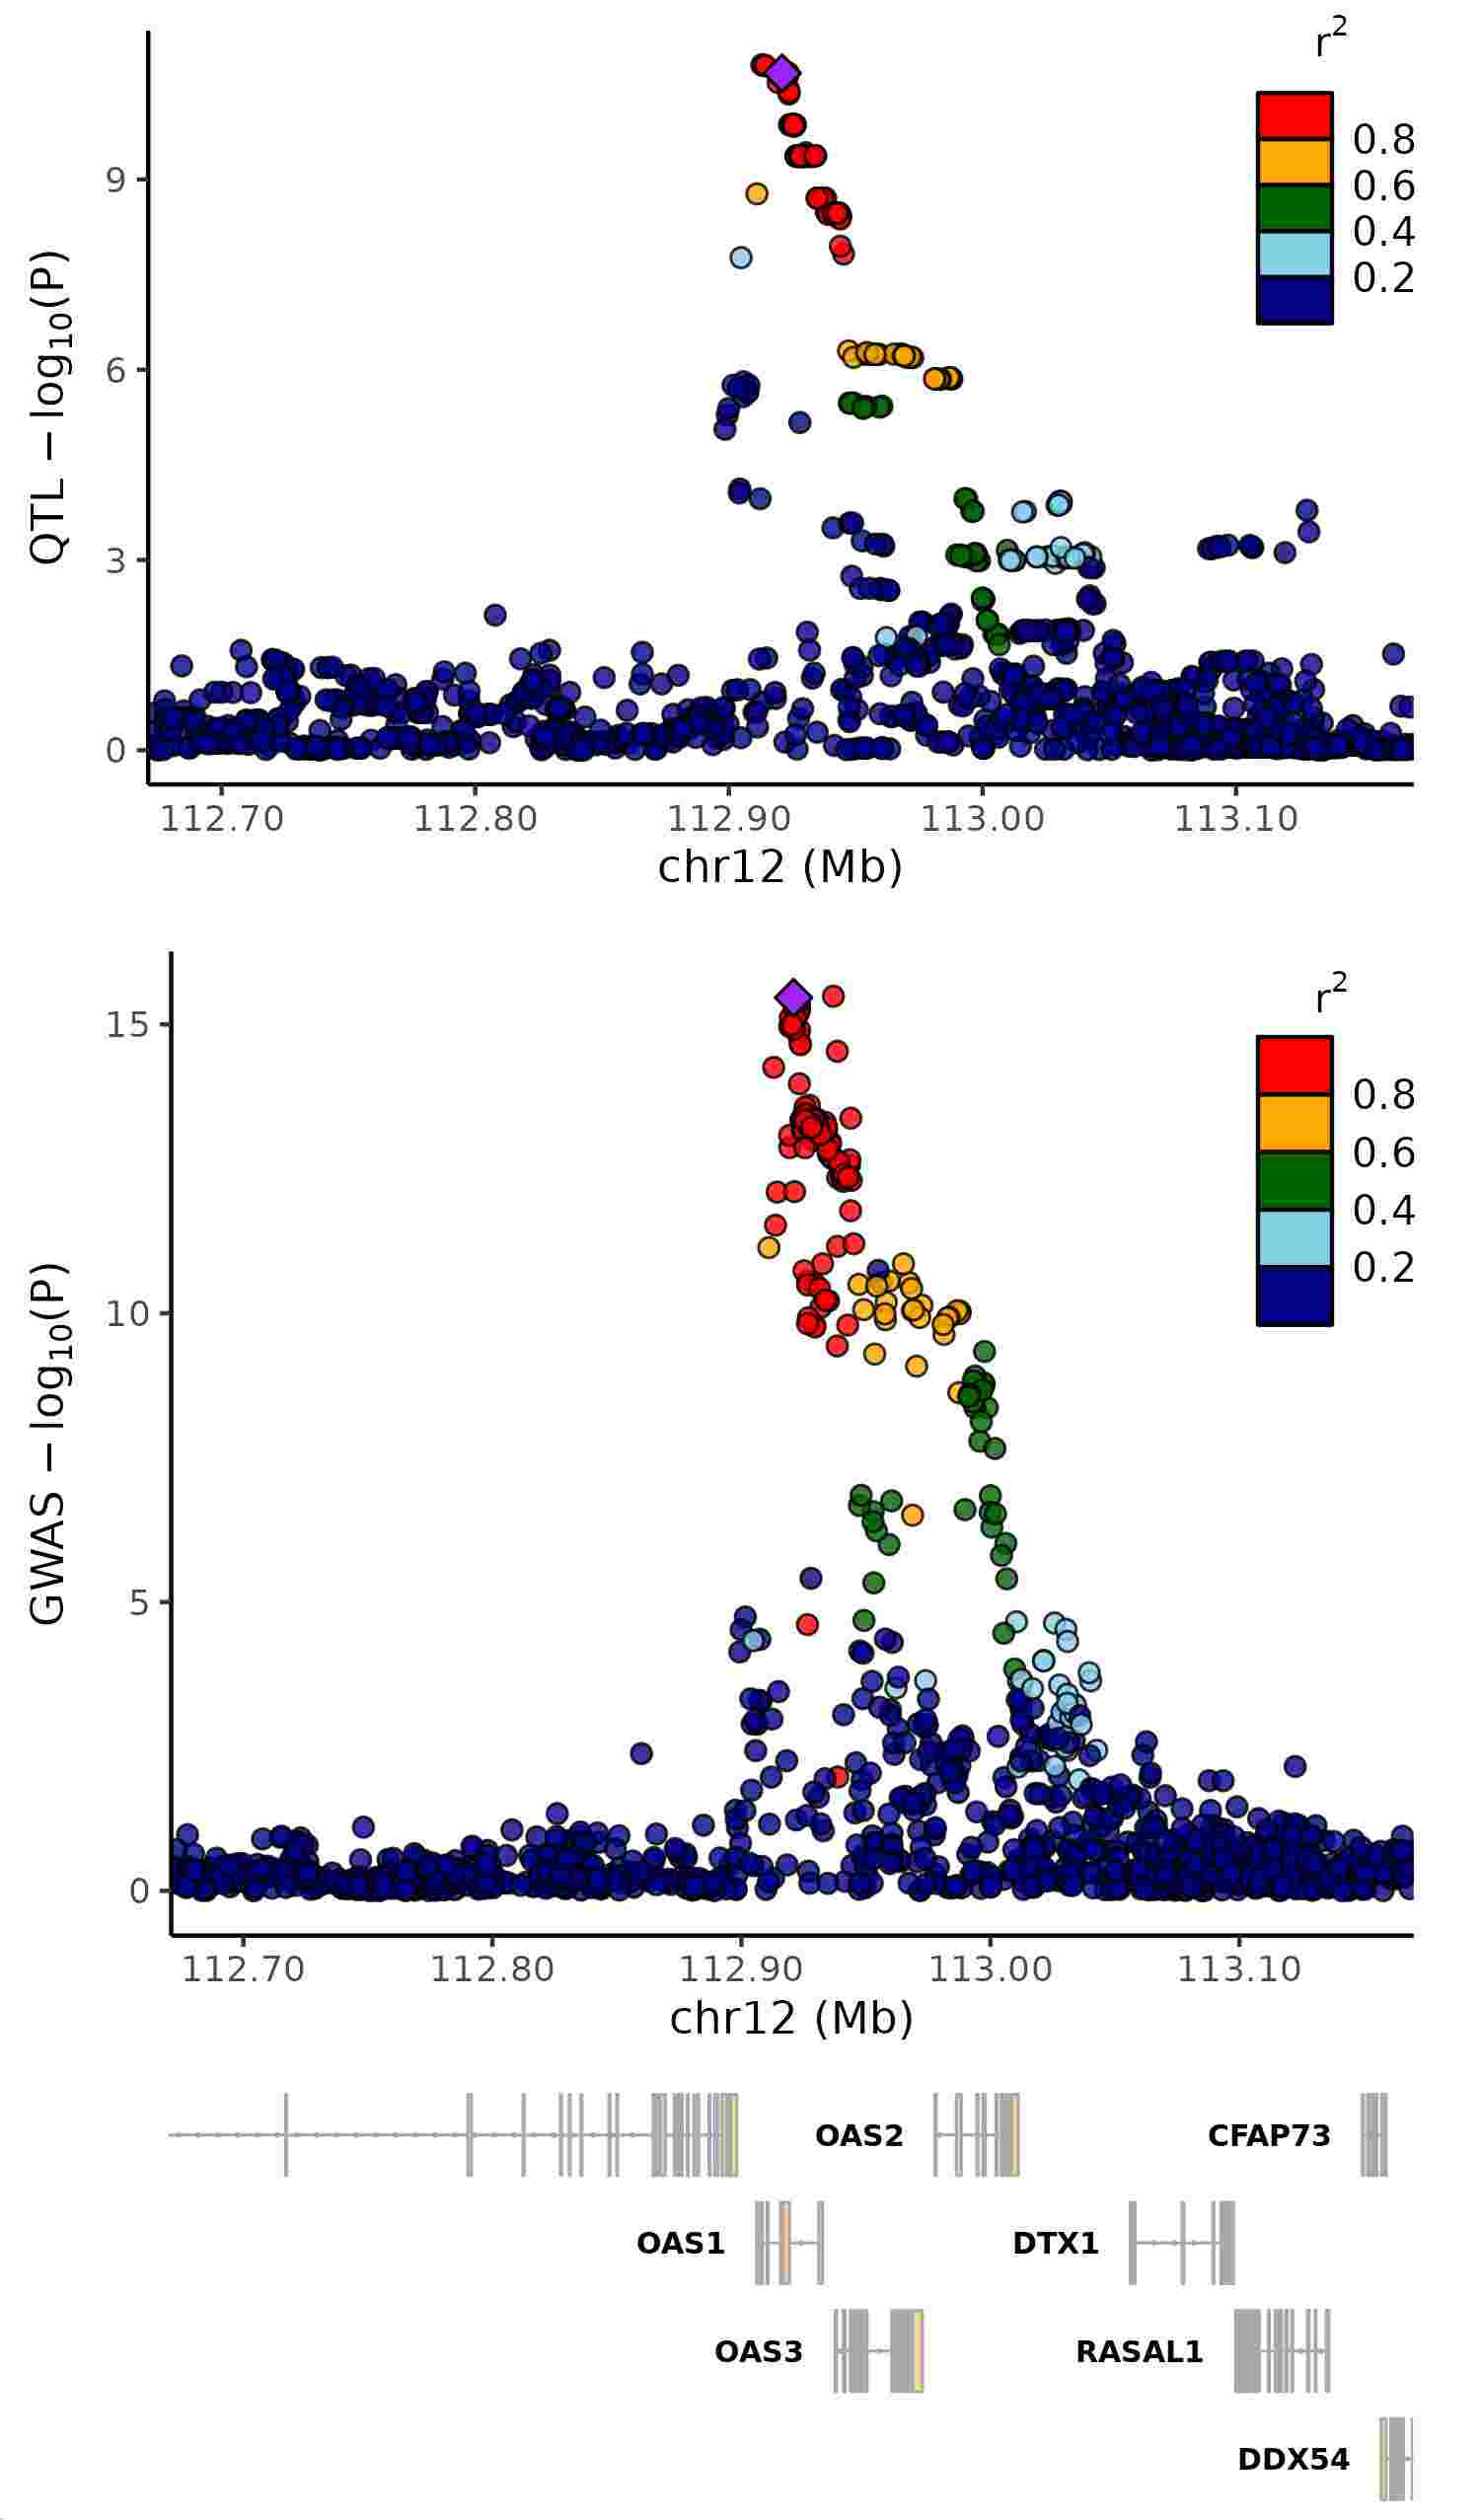 r²
0.8
0.6
0.4
0.2
9
6
3
0
QTL − log₁₀(P)
112.70 112.80 112.90 113.00 113.10
chr12 (Mb)
r²
0.8
0.6
0.4
0.2
15
10
5
0
GWAS − log₁₀(P)
112.70 112.80 112.90 113.00 113.10
chr12 (Mb)
OAS2 CFAP73
OAS1 DTX1
OAS3 RASAL1
DDX54